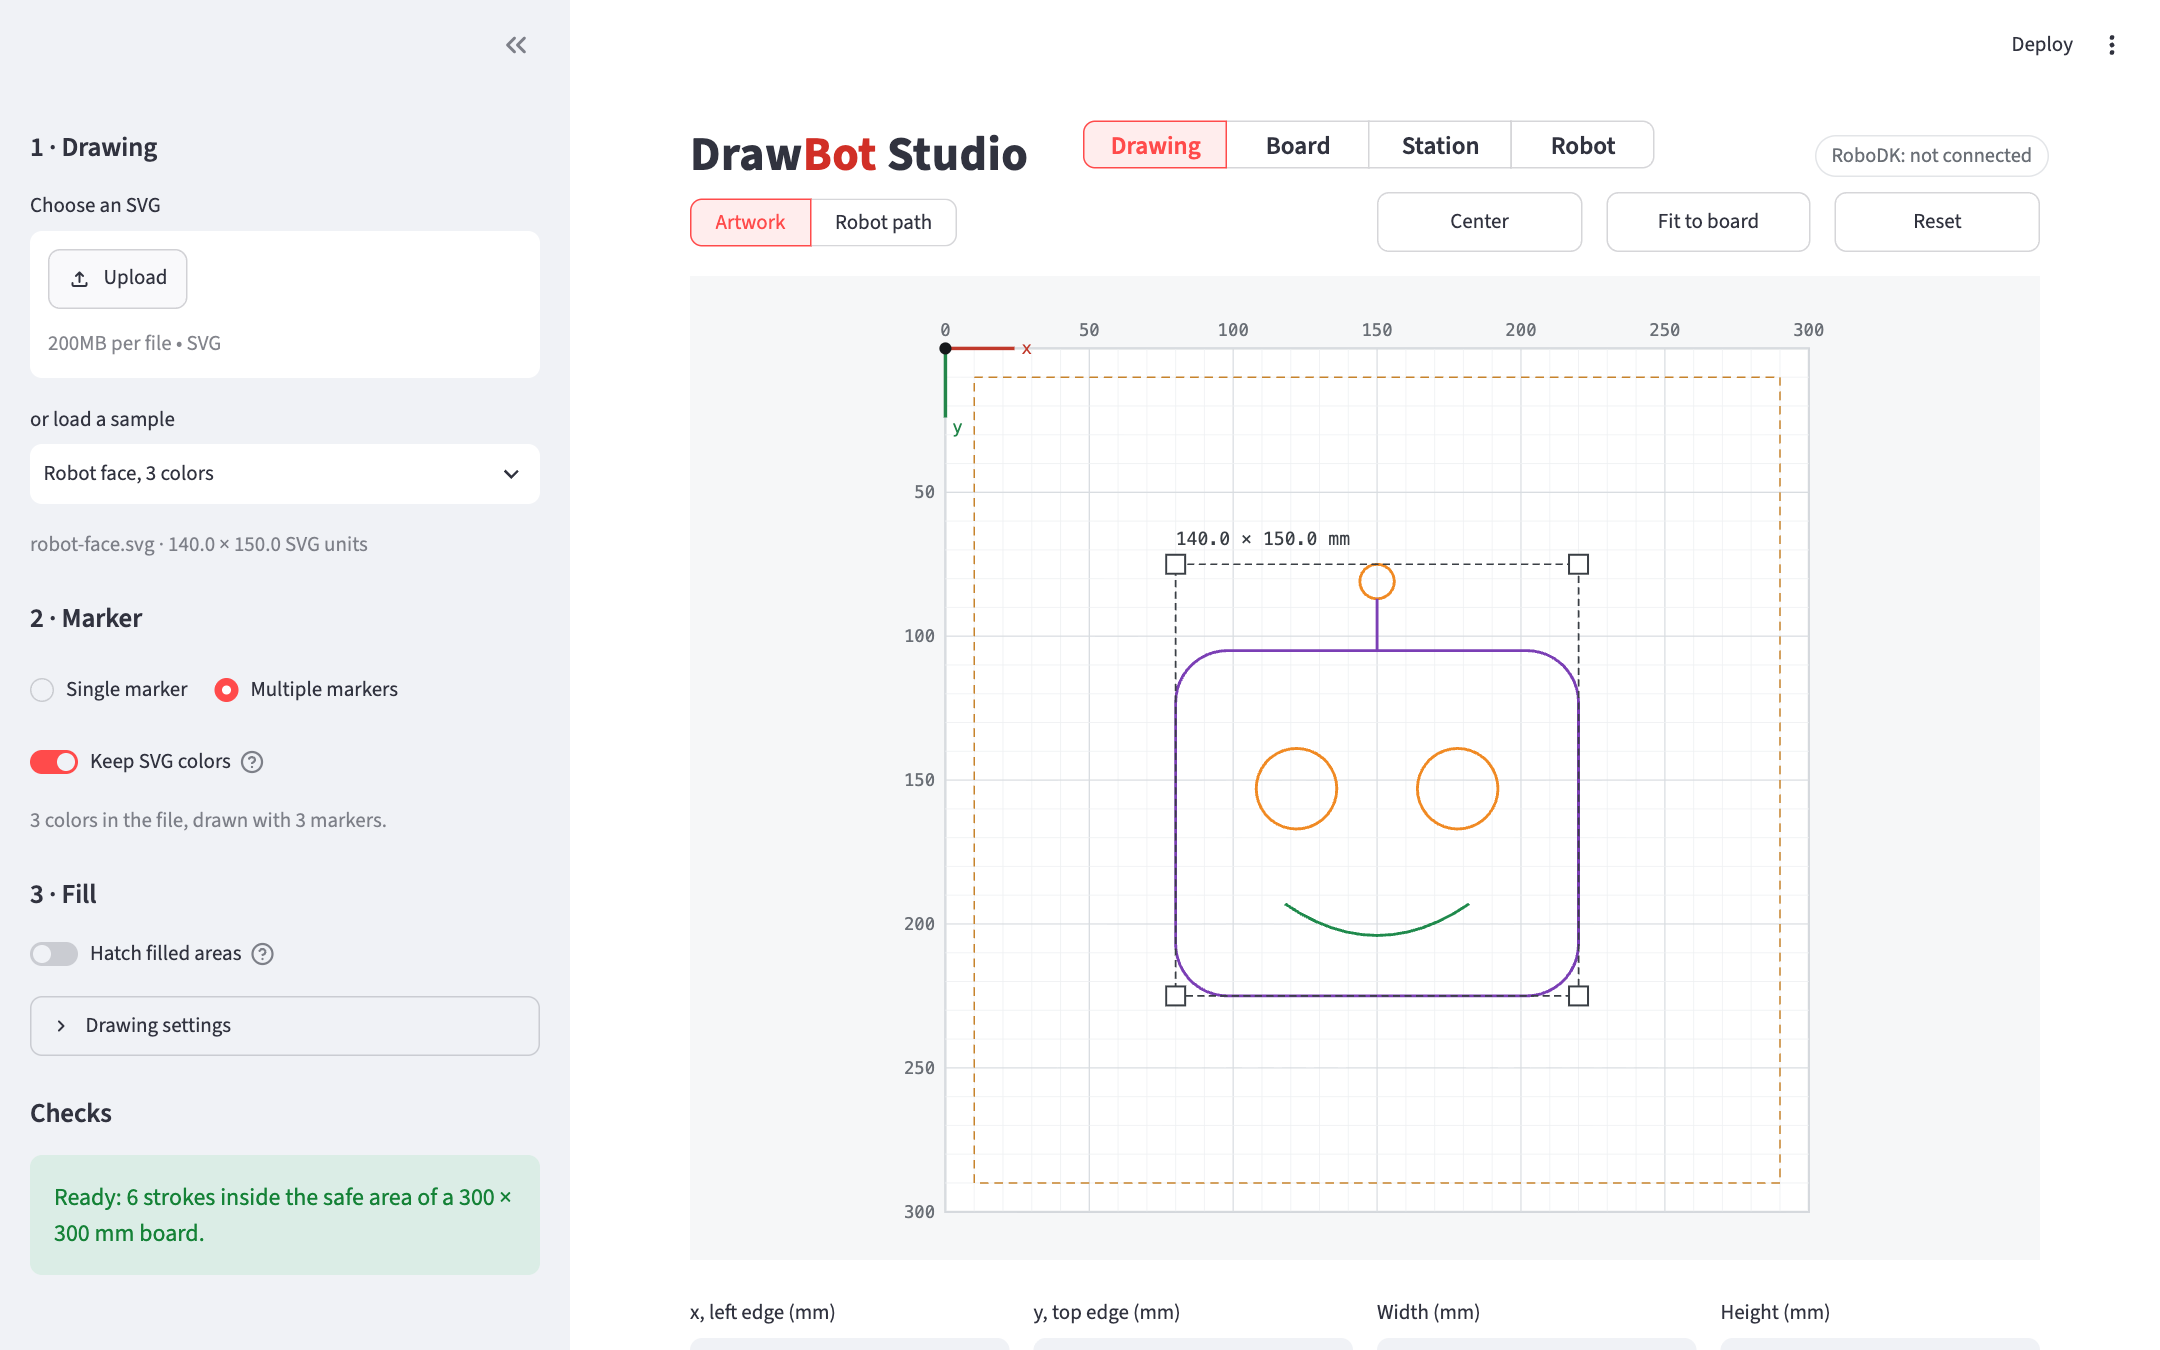 Deploy
1 · Drawing
Choose an SVG
Upload
200MB per file • SVG
or load a sample
Robot face, 3 colors
robot-face.svg · 140.0 × 150.0 SVG units
2 · Marker
Single marker
Multiple markers
Keep SVG colors
3 colors in the file, drawn with 3 markers.
3 · Fill
Hatch filled areas
Drawing settings
Checks
Ready: 6 strokes inside the safe area of a 300 ×
300 mm board.
DrawBot Studio
Drawing
Board
Station
Robot
RoboDK: not connected
Artwork
Robot path
Center
Fit to board
Reset
0 50 100 150 200 250 300
x
y
50
140.0 × 150.0 mm
100
150
200
250
300
x, left edge (mm)
y, top edge (mm)
Width (mm)
Height (mm)